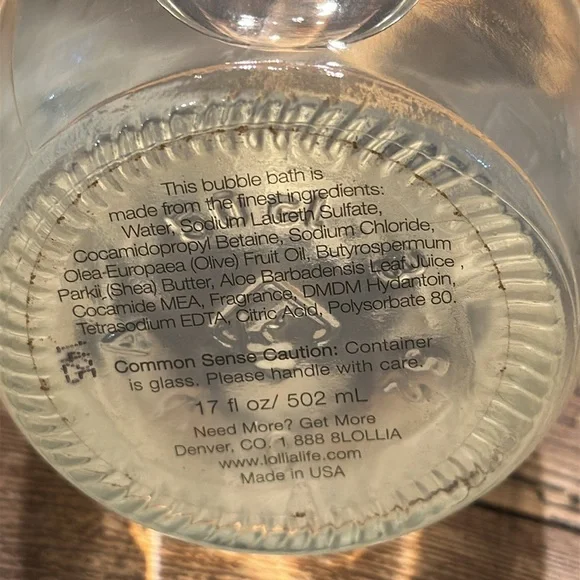 This bubble bath is
made from the finest ingredients:
Water, Sodium Laureth Sulfate,
Cocamidopropyl Betaine, Sodium Chloride,
Olea-Europaea (Olive) Fruit Oil, Butyrospermum
Parkii (Shea) Butter, Aloe Barbadensis Leaf Juice ,
Cocamide MEA, Fragrance, DMDM Hydantoin,
Tetrasodium EDTA, Citric Acid, Polysorbate 80.
Common Sense Caution: Container
is glass. Please handle with care.
17 fl oz/ 502 mL
Need More? Get More
Denver, CO. 1 888 8LOLLIA
www.lollialife.com
Made in USA